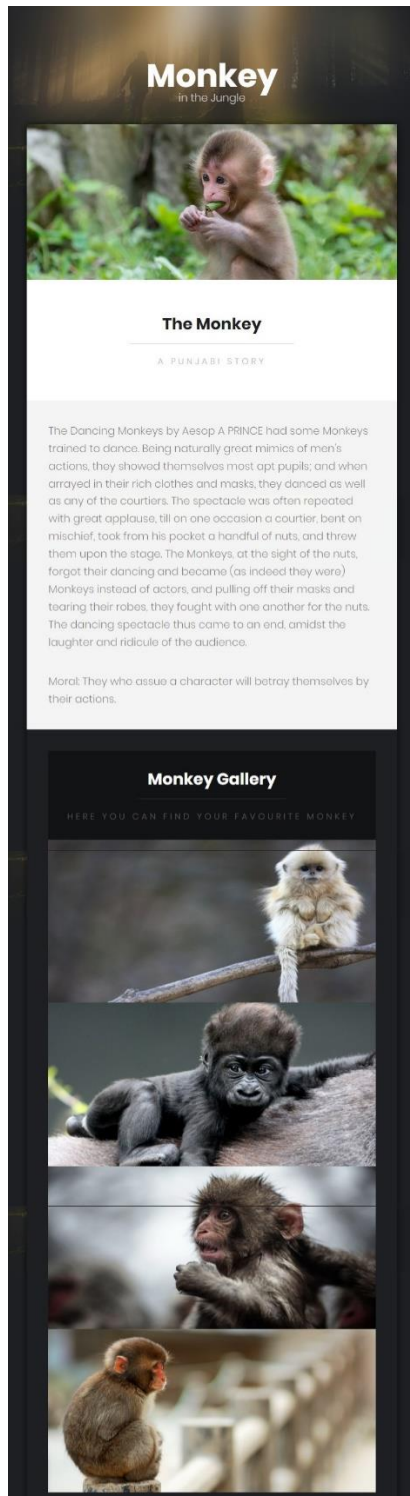 Monkey
in the Jungle
The Monkey
A PUNJABI STORY
The Dancing Monkeys by Aesop A PRINCE had some Monkeys
trained to dance. Being naturally great mimics of men's
actions, they showed themselves most apt pupils; and when
arrayed in their rich clothes and masks, they danced as well
as any of the courtiers. The spectacle was often repeated
with great applause, till on one occasion a courtier, bent on
mischief, took from his pocket a handful of nuts, and threw
them upon the stage. The Monkeys, at the sight of the nuts,
forgot their dancing and became (as indeed they were)
Monkeys instead of actors, and pulling off their masks and
tearing their robes, they fought with one another for the nuts.
The dancing spectacle thus came to an end, amidst the
laughter and ridicule of the audience.
Moral: They who assue a character will betray themselves by
their actions.
Monkey Gallery
HERE YOU CAN FIND YOUR FAVOURITE MONKEY